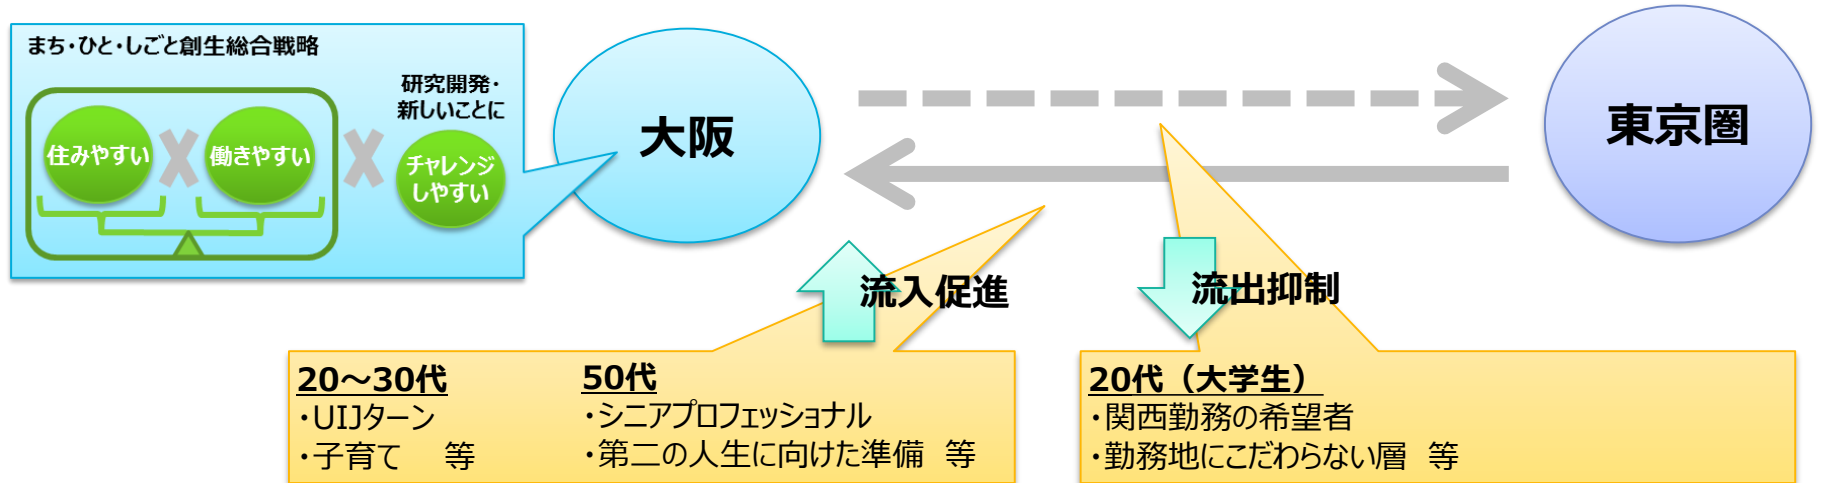 まち・ひと・しごと創生総合戦略
研究開発・
新しいことに
住みやすい
働きやすい
チャレンジ
しやすい
大阪
東京圏
流入促進
流出抑制
20～30代
・UIJターン
・子育て　等
50代
・シニアプロフェッショナル
・第二の人生に向けた準備　等
20代（大学生）
・関西勤務の希望者
・勤務地にこだわらない層　等